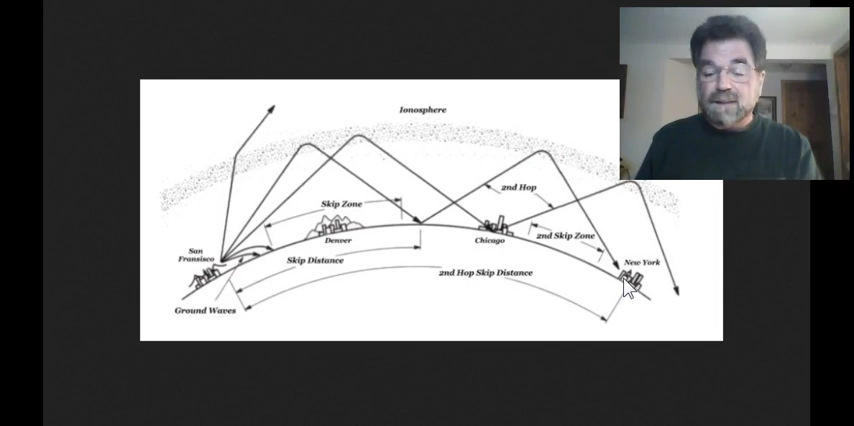 Ionosphere
2nd Hop
Skip Zone
2nd Skip Zone
Denver
Chicago
San
Fransisco
Skip Distance
New York
2nd Hop Skip Distance
Ground Waves